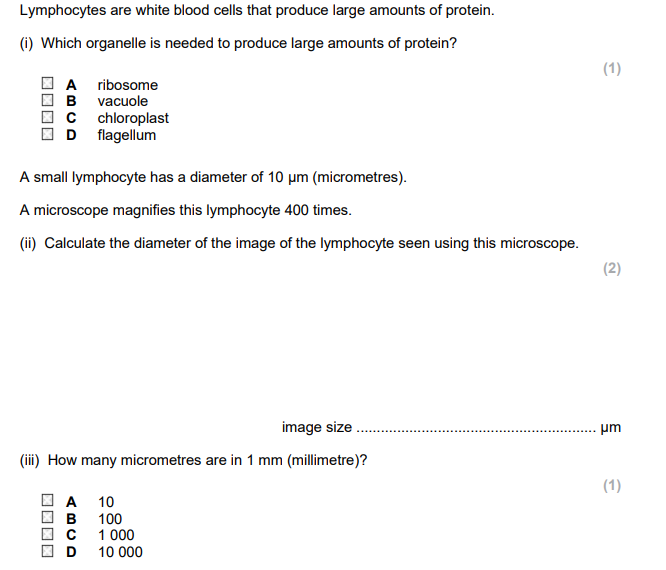 Lymphocytes are white blood cells that produce large amounts of protein.
(i) Which organelle is needed to produce large amounts of protein?
(1)
A ribosome
B vacuole
C chloroplast
D flagellum
A small lymphocyte has a diameter of 10 µm (micrometres).
A microscope magnifies this lymphocyte 400 times.
(ii) Calculate the diameter of the image of the lymphocyte seen using this microscope.
(2)
image size ........................................................... µm
(iii) How many micrometres are in 1 mm (millimetre)?
(1)
A 10
B 100
C 1 000
D 10 000